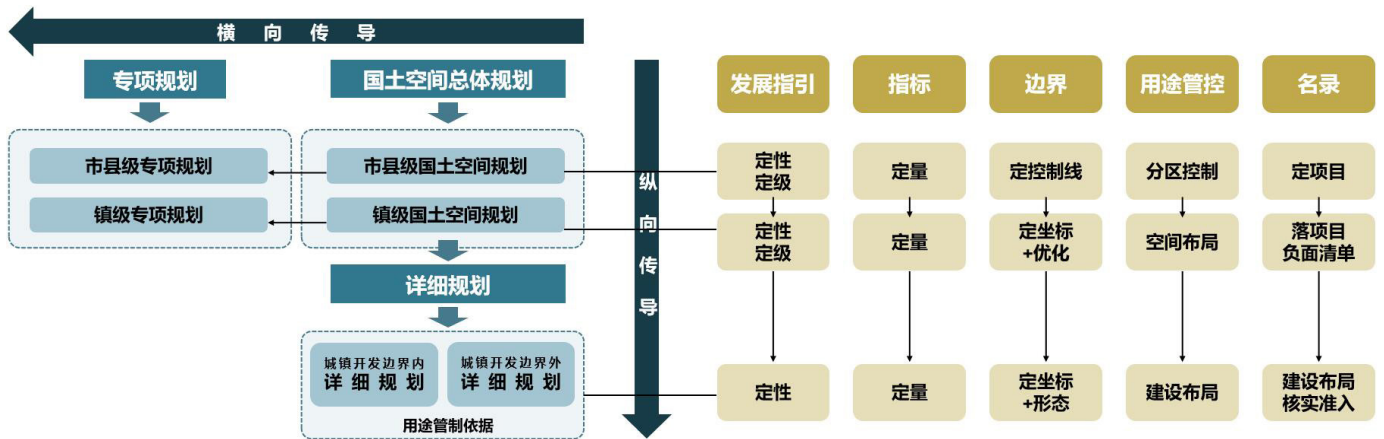 横向传导
专项规划
国土空间总体规划
市县级专项规划
市县级国土空间规划
镇级专项规划
镇级国土空间规划
详细规划
城镇开发边界内
详细规划
城镇开发边界外
详细规划
用途管制依据
纵向传导
发展指引
指标
边界
用途管控
名录
定性
定级
定量
定控制线
分区控制
定项目
定性
定级
定量
定坐标
+优化
空间布局
落项目
负面清单
定性
定量
定坐标
+形态
建设布局
建设布局
核实准入